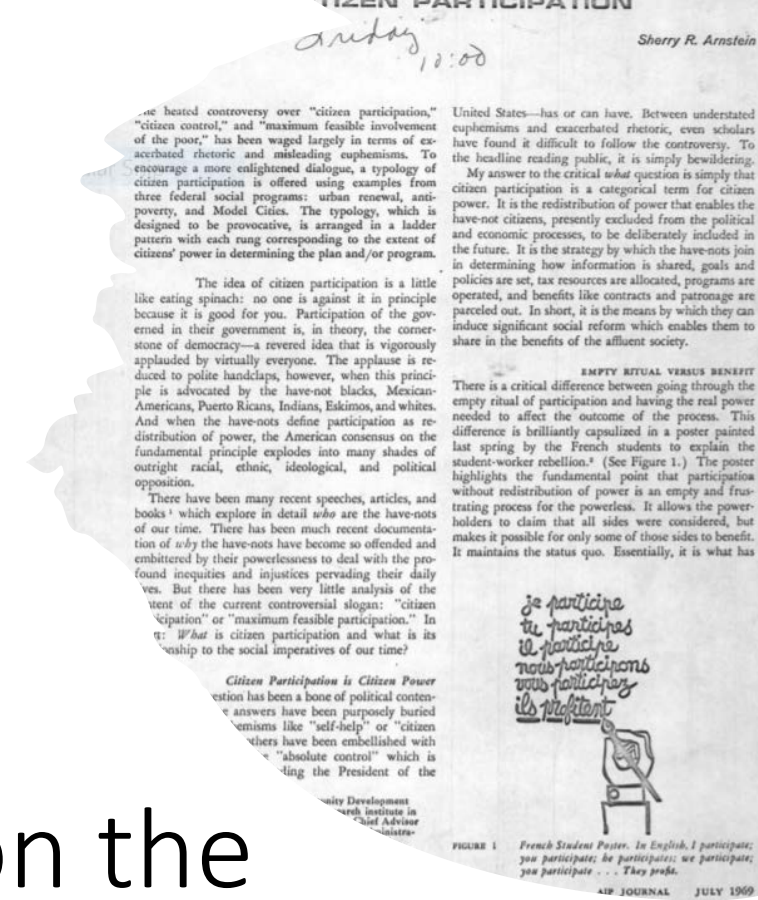 CITIZEN PARTICIPATION
10:00
Sherry R. Arnstein
heated controversy over "citizen participation,"
"citizen control," and "maximum feasible involvement
of the poor," has been waged largely in terms of ex-
acerbated rhetoric and misleading euphemisms. To
encourage a more enlightened dialogue, a typology of
citizen participation is offered using examples from
three federal social programs: urban renewal, anti-
poverty, and Model Cities. The typology, which is
designed to be provocative, is arranged in a ladder
pattern with each rung corresponding to the extent of
citizens' power in determining the plan and/or program.
The idea of citizen participation is a little
like eating spinach: no one is against it in principle
because it is good for you. Participation of the gov-
erned in their government is, in theory, the corner-
stone of democracy—a revered idea that is vigorously
applauded by virtually everyone. The applause is re-
duced to polite handclaps, however, when this princi-
ple is advocated by the have-not blacks, Mexican-
Americans, Puerto Ricans, Indians, Eskimos, and whites.
And when the have-nots define participation as re-
distribution of power, the American consensus on the
fundamental principle explodes into many shades of
outright racial, ethnic, ideological, and political
opposition.
There have been many recent speeches, articles, and
books ¹ which explore in detail who are the have-nots
of our time. There has been much recent documenta-
tion of why the have-nots have become so offended and
embittered by their powerlessness to deal with the pro-
found inequities and injustices pervading their daily
ves. But there has been very little analysis of the
tent of the current controversial slogan: "citizen
icipation" or "maximum feasible participation." In
What is citizen participation and what is its
onship to the social imperatives of our time?
Citizen Participation is Citizen Power
estion has been a bone of political conten-
answers have been purposely buried
emisms like "self-help" or "citizen
thers have been embellished with
"absolute control" which is
ding the President of the
nity Development
arch institute in
Chief Advisor
ministra-
United States—has or can have. Between understated
euphemisms and exacerbated rhetoric, even scholars
have found it difficult to follow the controversy. To
the headline reading public, it is simply bewildering.
My answer to the critical what question is simply that
citizen participation is a categorical term for citizen
power. It is the redistribution of power that enables the
have-not citizens, presently excluded from the political
and economic processes, to be deliberately included in
the future. It is the strategy by which the have-nots join
in determining how information is shared, goals and
policies are set, tax resources are allocated, programs are
operated, and benefits like contracts and patronage are
parceled out. In short, it is the means by which they can
induce significant social reform which enables them to
share in the benefits of the affluent society.
EMPTY RITUAL VERSUS BENEFIT
There is a critical difference between going through the
empty ritual of participation and having the real power
needed to affect the outcome of the process. This
difference is brilliantly capsulized in a poster painted
last spring by the French students to explain the
student-worker rebellion.² (See Figure 1.) The poster
highlights the fundamental point that participation
without redistribution of power is an empty and frus-
trating process for the powerless. It allows the power-
holders to claim that all sides were considered, but
makes it possible for only some of those sides to benefit.
It maintains the status quo. Essentially, it is what has
je participe
tu participes
il participe
nous participons
vous participez
ils profitent
FIGURE 1 French Student Poster. In English, I participate;
you participate; he participates; we participate;
you participate . . . They profit.
AIP JOURNAL JULY 1969
on the